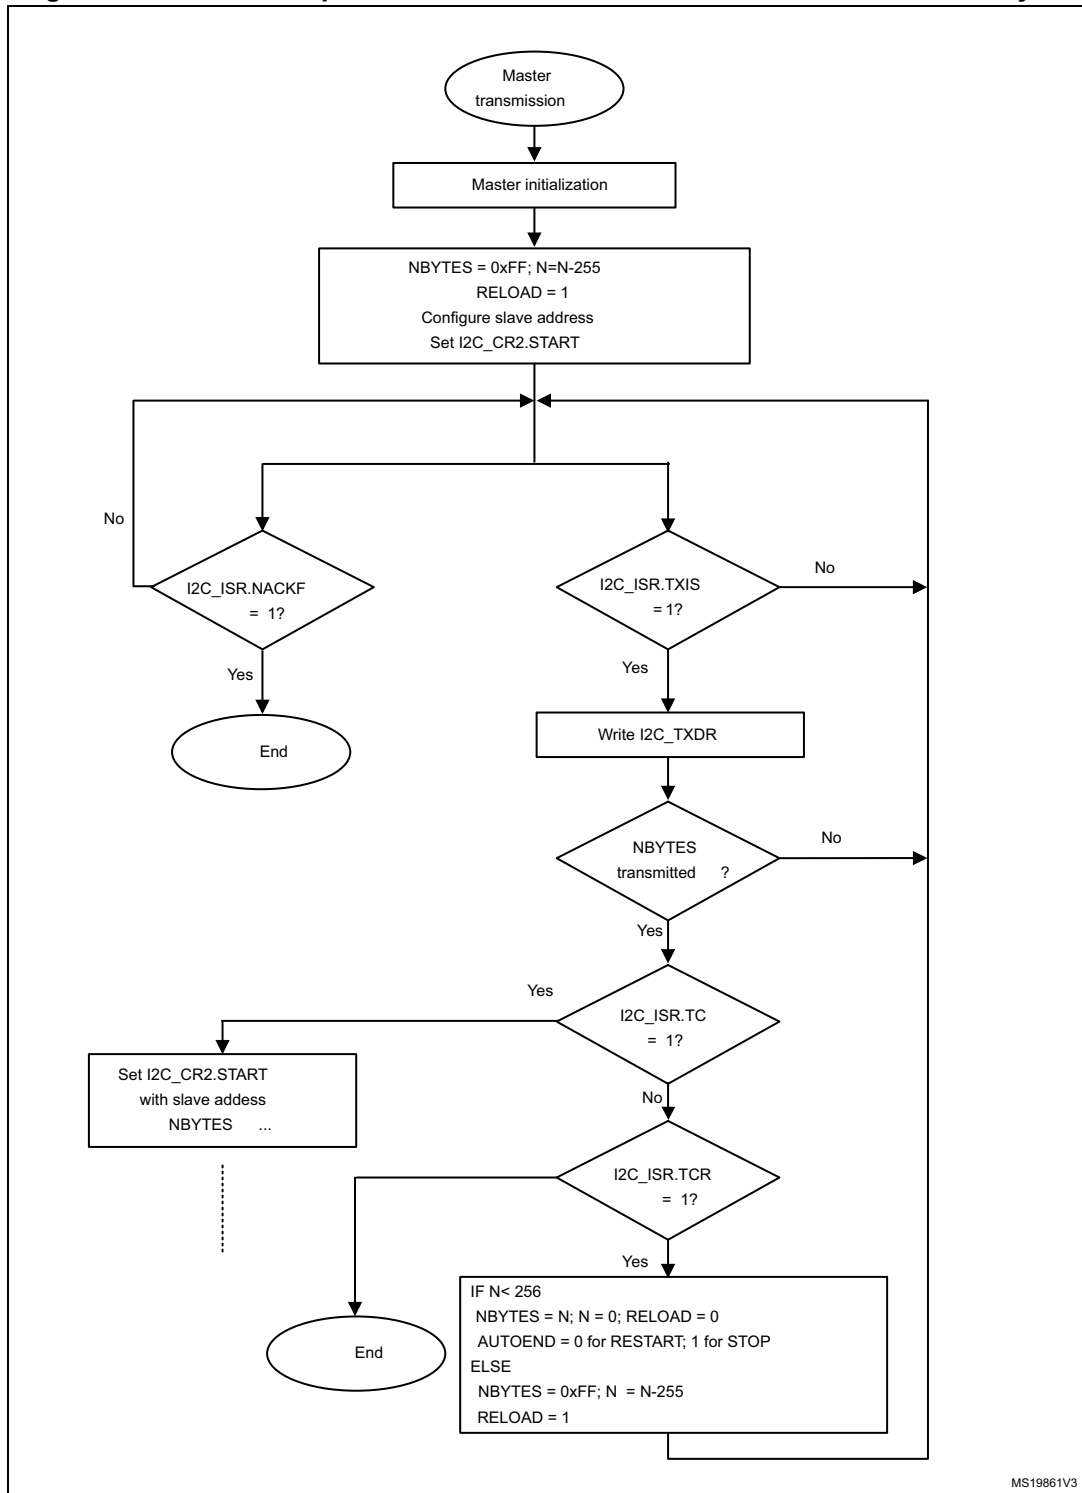 Master
transmission
Master initialization
NBYTES = 0xFF; N=N-255
RELOAD = 1
Configure slave address
Set I2C_CR2.START
No
I2C_ISR.NACKF
= 1?
Yes
End
I2C_ISR.TXIS
=1?
No
Yes
Write I2C_TXDR
NBYTES
transmitted ?
No
Yes
I2C_ISR.TC
= 1?
Yes
Set I2C_CR2.START
with slave addess
NBYTES ...
No
I2C_ISR.TCR
= 1?
Yes
End
IF N< 256
NBYTES = N; N = 0; RELOAD = 0
AUTOEND = 0 for RESTART; 1 for STOP
ELSE
NBYTES = 0xFF; N = N-255
RELOAD = 1
MS19861V3